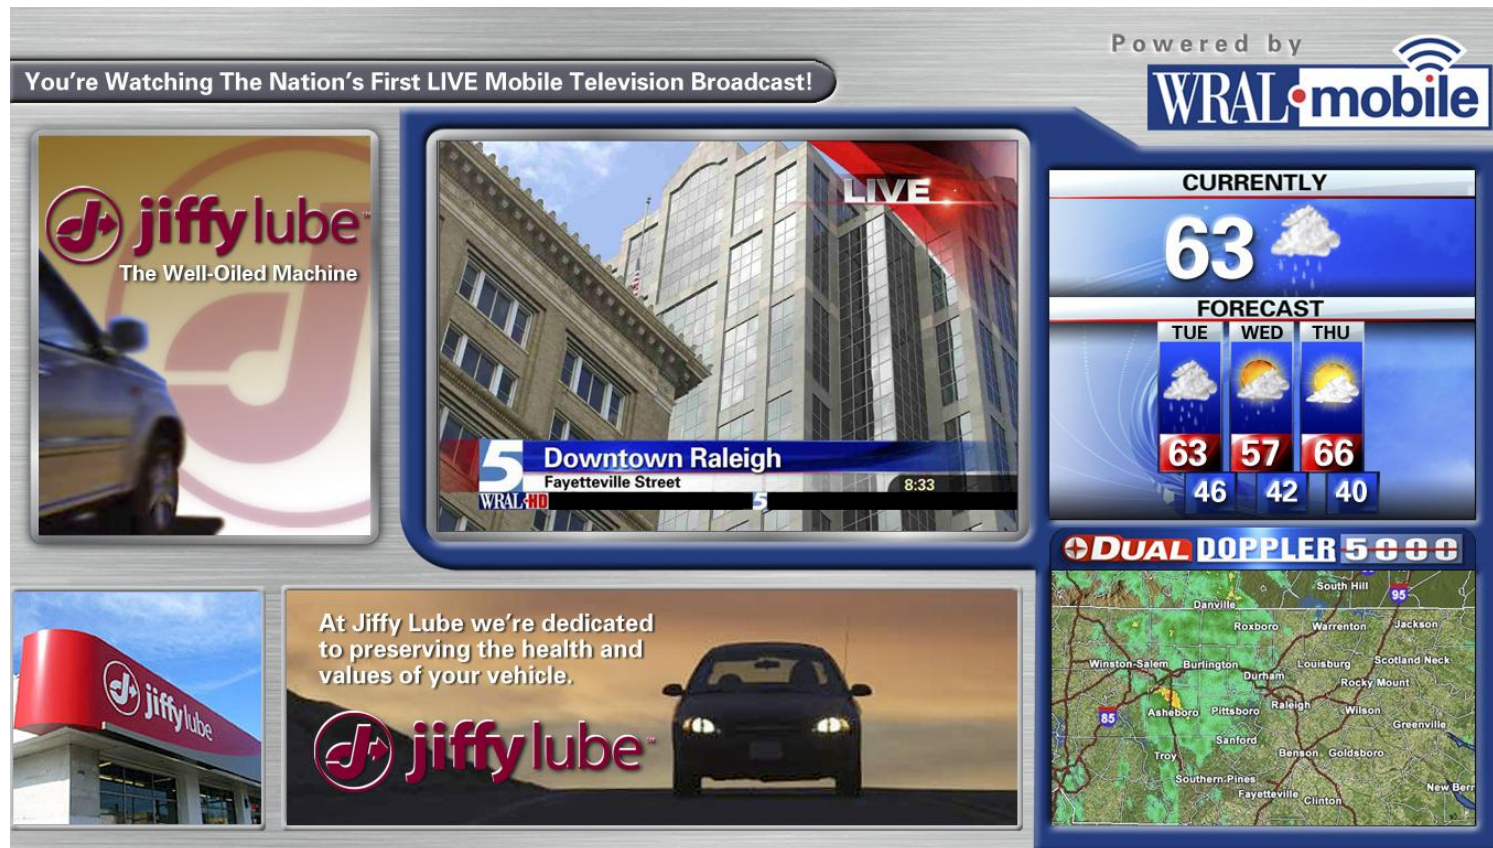 Powered by
WRAL mobile
You're Watching The Nation's First LIVE Mobile Television Broadcast!
jiffy lube™
The Well-Oiled Machine
LIVE
5
Downtown Raleigh
Fayetteville Street
8:33
WRAL HD
5
CURRENTLY
63
FORECAST
TUE WED THU
63 57 66
46 42 40
DUAL DOPPLER 5000
South Hill
95
Danville
Roxboro Warrenton Jackson
Winston-Salem Burlington Louisburg Scotland Neck
Durham Rocky Mount
85 Asheboro Pittsboro Raleigh Wilson
Greenville
Sanford
Troy Benson Goldsboro
Southern Pines
Fayetteville Clinton New Bern
jiffy lube
At Jiffy Lube we're dedicated
to preserving the health and
values of your vehicle.
jiffy lube™